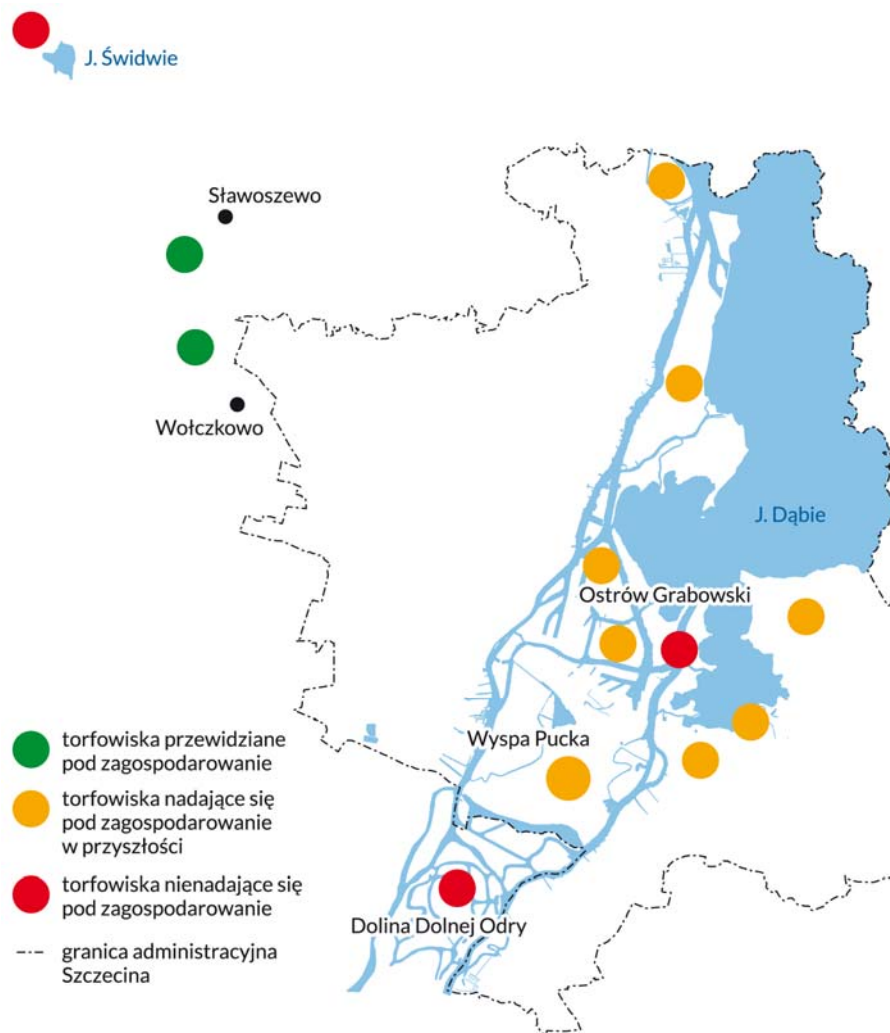 J. Świdwie
Sławoszewo
Wołczkowo
J. Dąbie
Ostrów Grabowski
Wyspa Pucka
Dolina Dolnej Odry
torfowiska przewidziane
pod zagospodarowanie
torfowiska nadające się
pod zagospodarowanie
w przyszłości
torfowiska nienadające się
pod zagospodarowanie
granica administracyjna
Szczecina